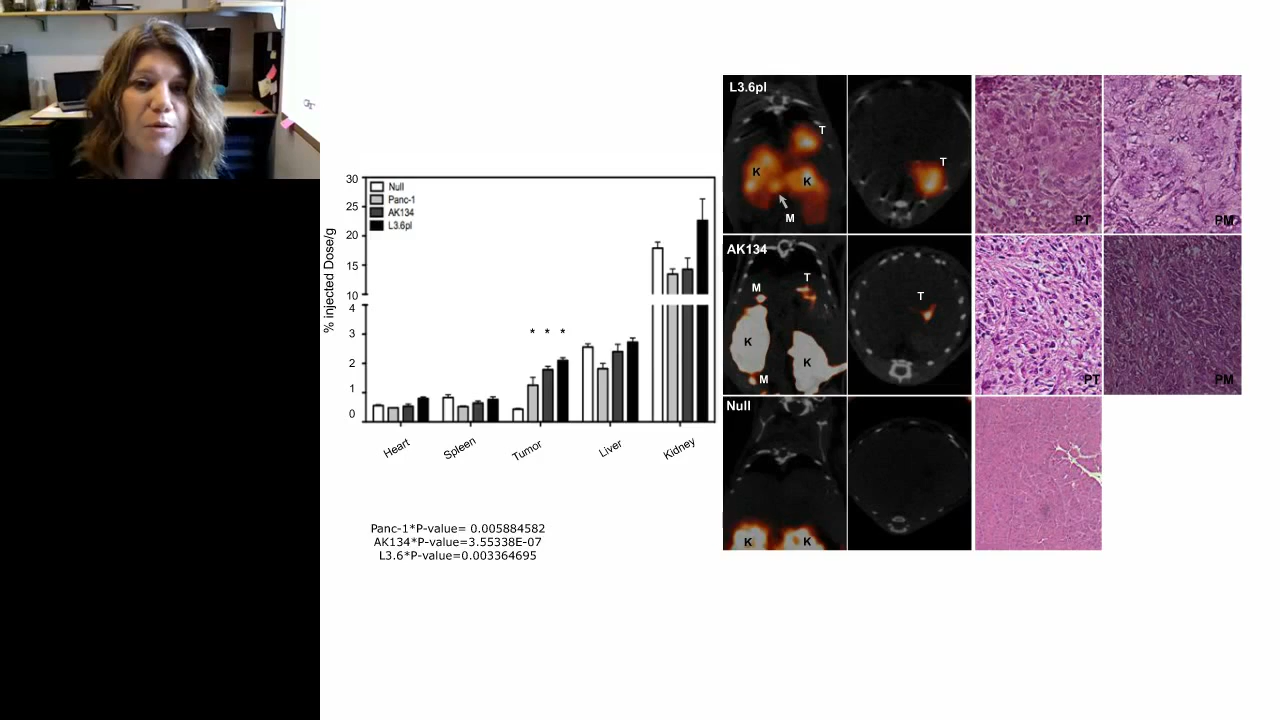 % injected Dose/g
30
25
20
15
10
4
3
2
1
0
Null
Panc-1
AK134
L3.6pl
* * *
Heart
Spleen
Tumor
Liver
Kidney
Panc-1*P-value= 0.005884582
AK134*P-value=3.55338E-07
L3.6*P-value=0.003364695
L3.6pl
T
K
K
M
T
PT
PM
AK134
M
T
K
K
M
T
PT
PM
Null
K
K